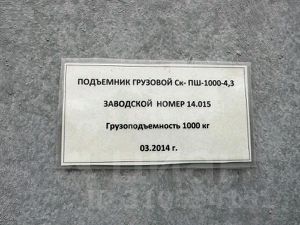 ПОДЪЕМНИК ГРУЗОВОЙ Ск- ПШ-1000-4,3
ЗАВОДСКОЙ НОМЕР 14.015
Грузоподъемность 1000 кг
03.2014 г.